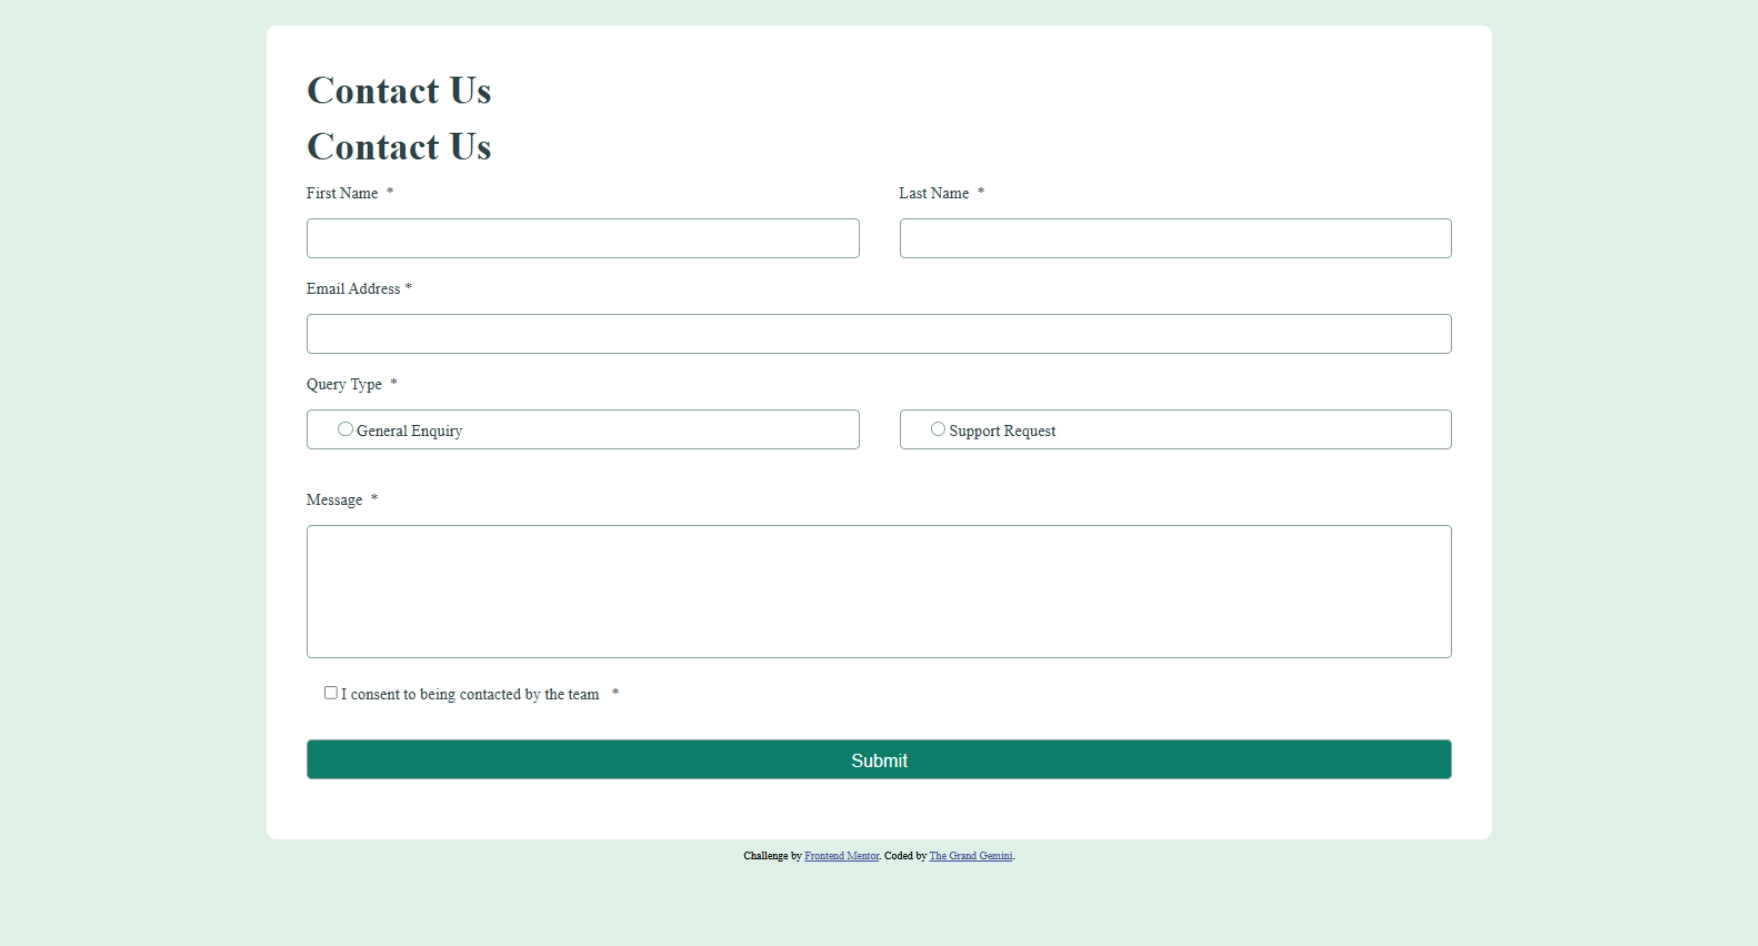 Contact Us
Contact Us
First Name *
Last Name *
Email Address *
Query Type *
General Enquiry
Support Request
Message *
I consent to being contacted by the team *
Submit
Challenge by Frontend Mentor. Coded by The Grand Gemini.